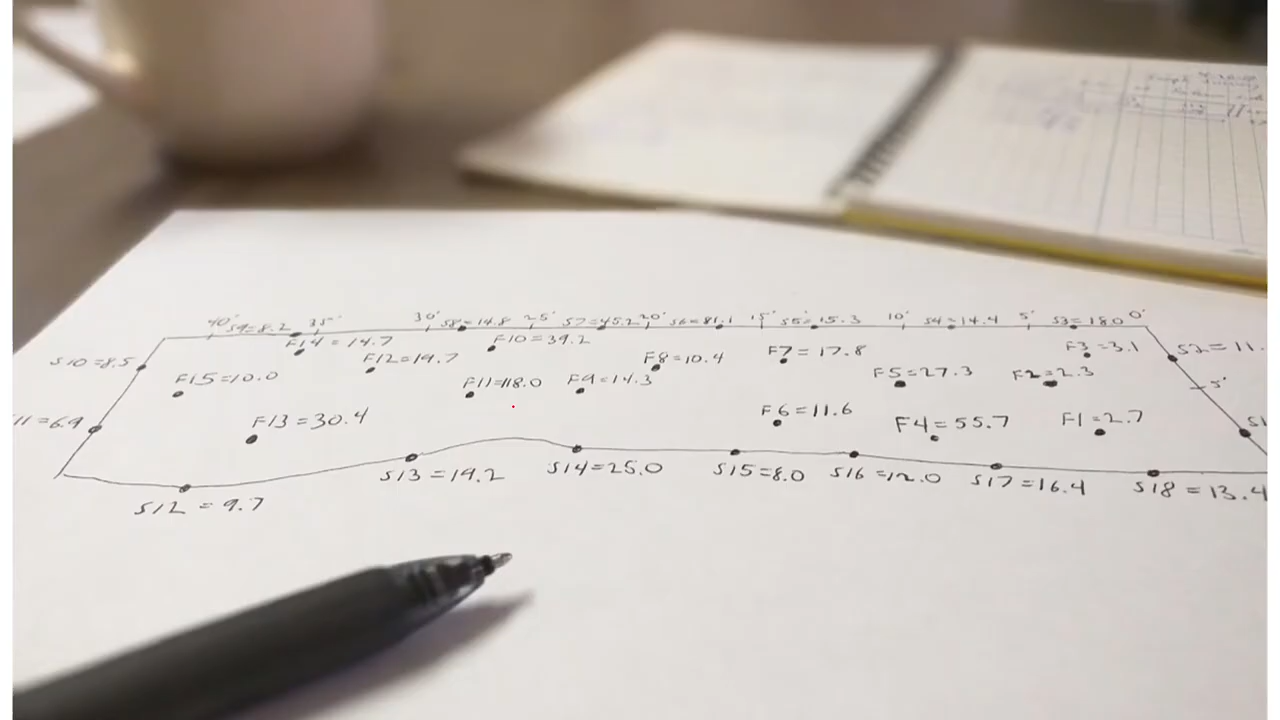 40' S9=8.2 35' 30' S8=14.8 25' S7=45.2 20' S6=81.1 15' S5=15.3 10' S4=14.4 5' S3=18.0 0'
F14=14.7 F10=39.2
S10=8.5 F12=19.7 F8=10.4 F7=17.8 F3=3.1 S2=11.
F15=10.0 F11=18.0 F9=14.3 F5=27.3 F2=2.3 5'
11=6.9 F13=30.4 F6=11.6 F4=55.7 F1=2.7 S1
S12=9.7 S13=19.2 S14=25.0 S15=8.0 S16=12.0 S17=16.4 S18=13.4